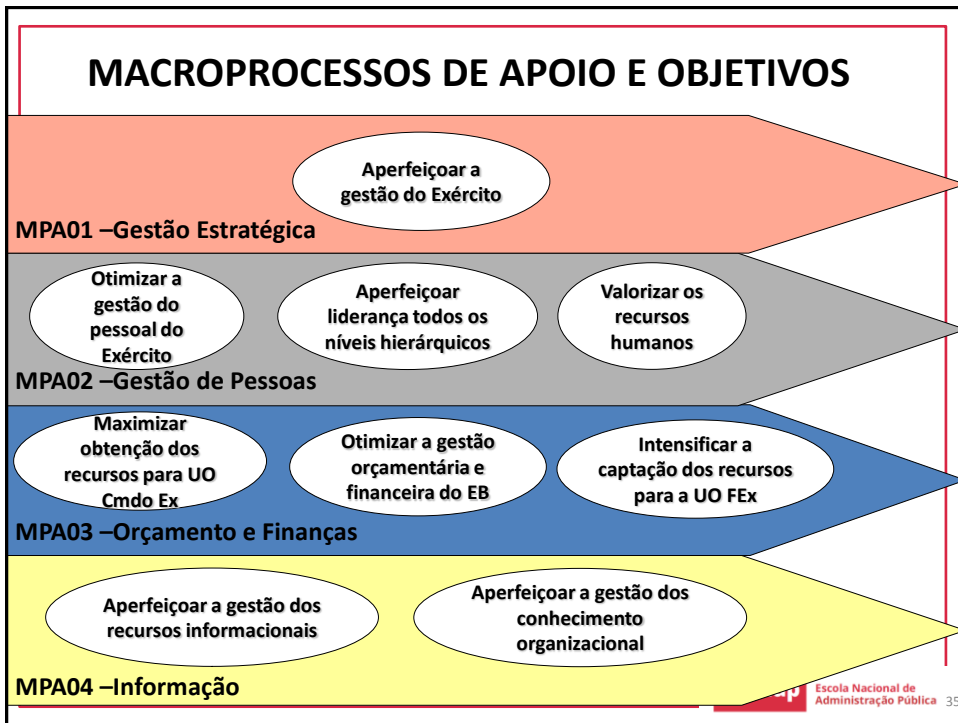 MACROPROCESSOS DE APOIO E OBJETIVOS
Aperfeiçoar a
gestão do Exército
MPA01 –Gestão Estratégica
Otimizar a
gestão do
pessoal do
Exército
Aperfeiçoar
liderança todos os
níveis hierárquicos
Valorizar os
recursos
humanos
MPA02 –Gestão de Pessoas
Maximizar
obtenção dos
recursos para UO
Cmdo Ex
Otimizar a gestão
orçamentária e
financeira do EB
Intensificar a
captação dos recursos
para a UO FEx
MPA03 –Orçamento e Finanças
Aperfeiçoar a gestão dos
recursos informacionais
Aperfeiçoar a gestão dos
conhecimento
organizacional
MPA04 –Informação
Escola Nacional de
Administração Pública
35